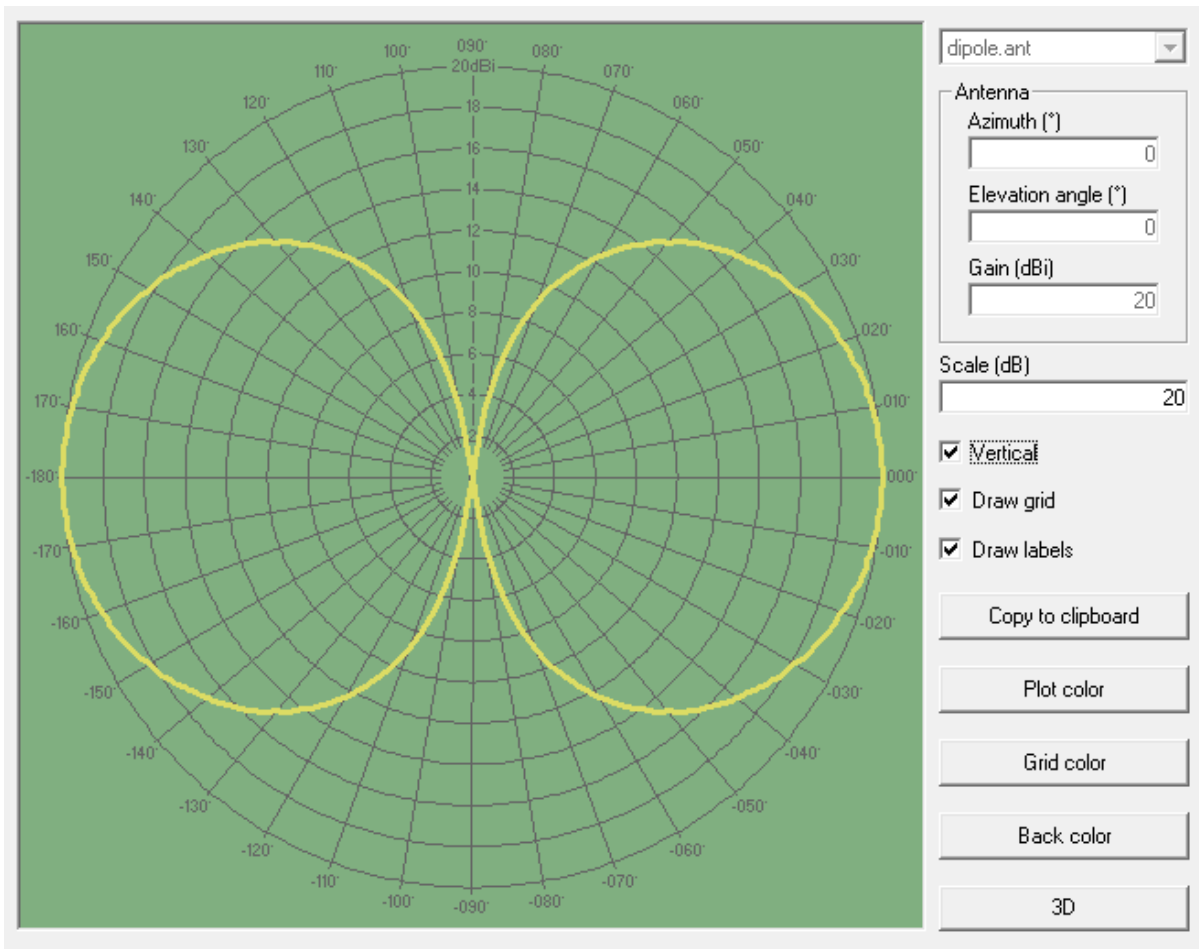 090°
100° 080°
20dBi
110° 070°
120° 060°
18
130° 16 050°
14
140° 040°
12
150° 10 030°
8
160° 020°
6
170° 4 010°
2
-180° 000°
-170° -010°
-160° -020°
-150° -030°
-140° -040°
-130° -050°
-120° -060°
-110° -070°
-100° -090° -080°
dipole.ant
Antenna
Azimuth (°)
0
Elevation angle (°)
0
Gain (dBi)
20
Scale (dB)
20
Vertical
Draw grid
Draw labels
Copy to clipboard
Plot color
Grid color
Back color
3D